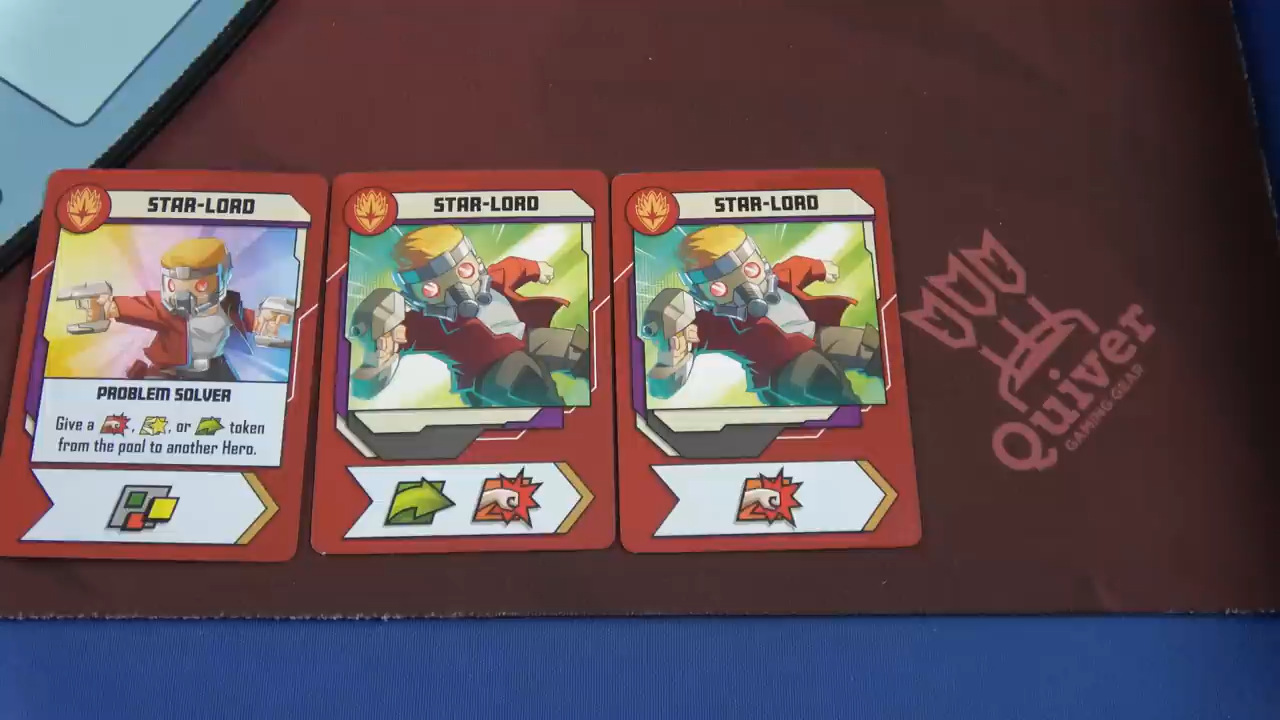 STAR-LORD
PROBLEM SOLVER
Give a , , or token
from the pool to another Hero.
STAR-LORD
STAR-LORD
Quiver
GAMING GEAR